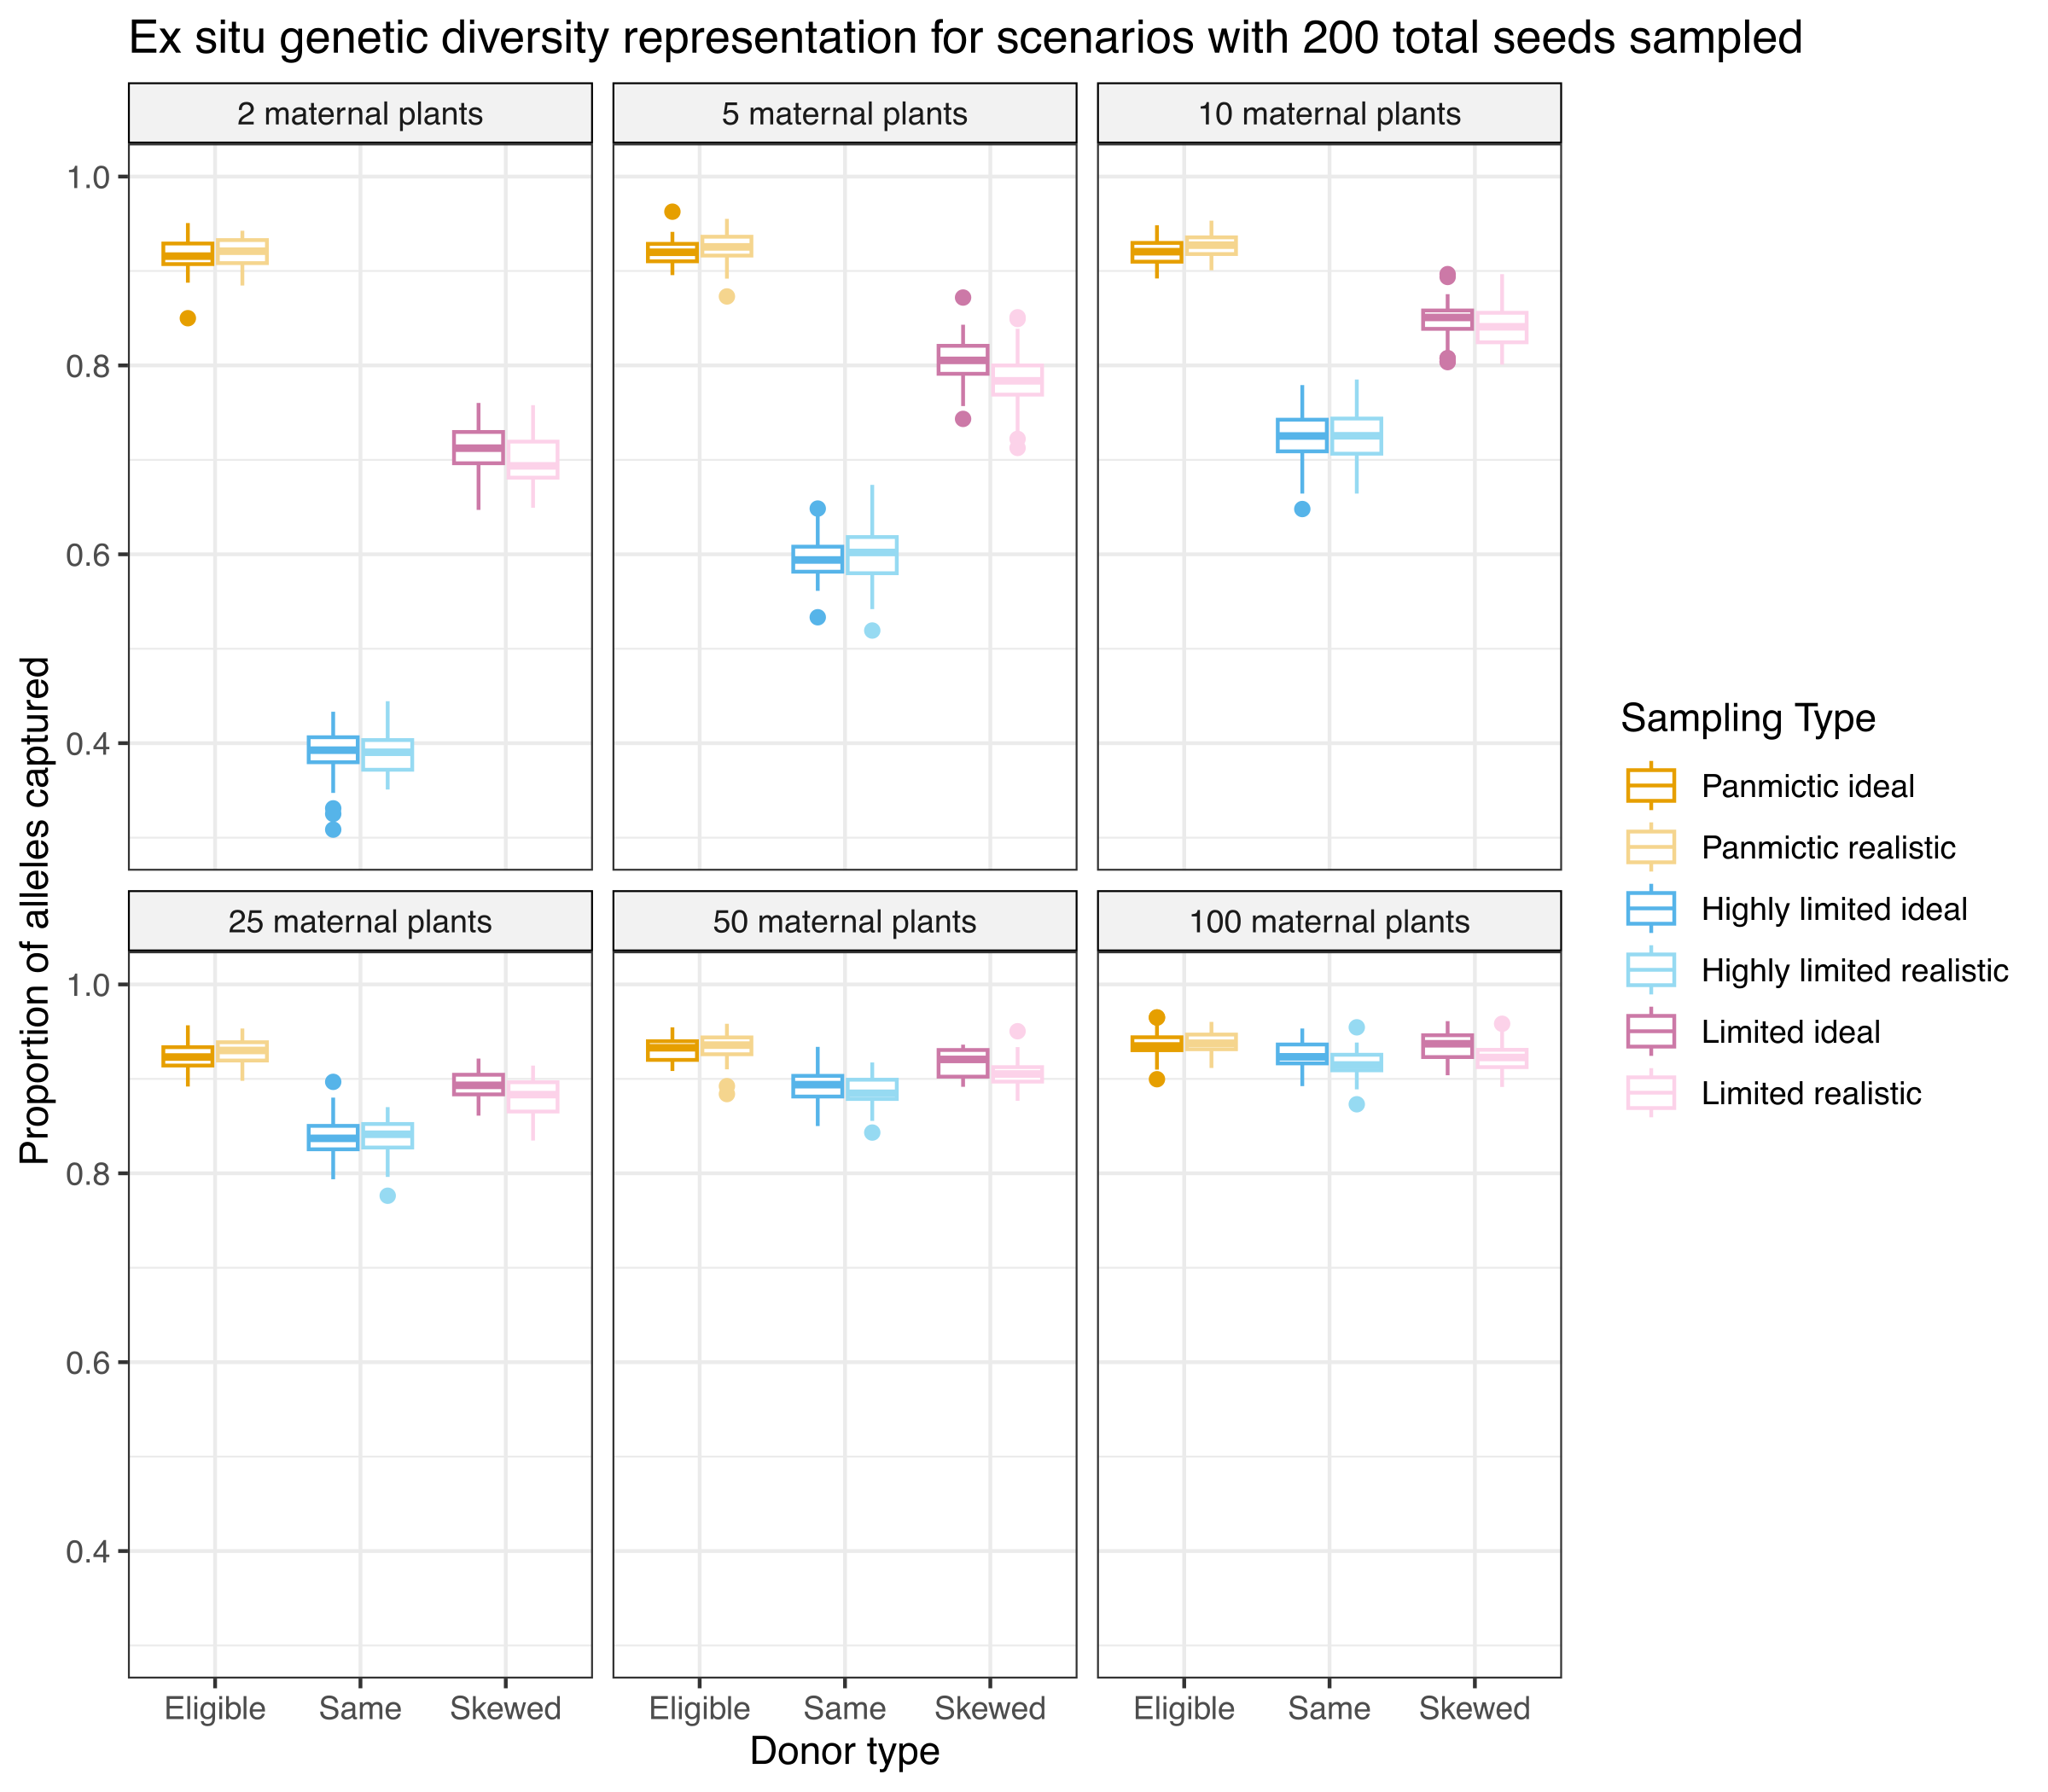 Ex situ genetic diversity representation for scenarios with 200 total seeds sampled
2 maternal plants
5 maternal plants
10 maternal plants
1.0
0.8
0.6
0.4
25 maternal plants
50 maternal plants
100 maternal plants
1.0
0.8
0.6
0.4
Proportion of alleles captured
Eligible
Same
Skewed
Eligible
Same
Skewed
Eligible
Same
Skewed
Donor type
Sampling Type
Panmictic ideal
Panmictic realistic
Highly limited ideal
Highly limited realistic
Limited ideal
Limited realistic